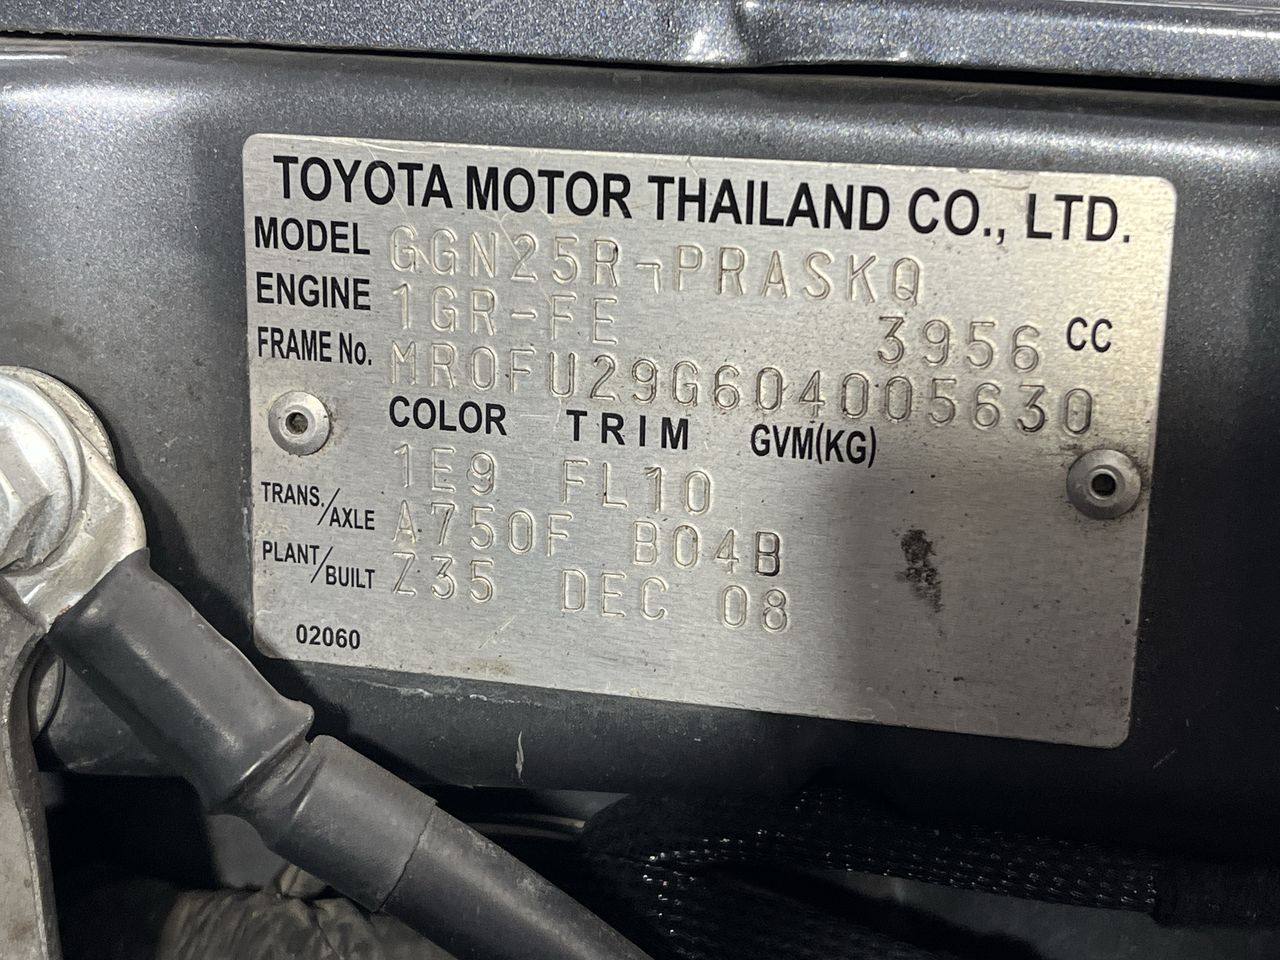 TOYOTA MOTOR THAILAND CO., LTD.
MODEL GGN25R-PRASKQ
ENGINE 1GR-FE 3956 CC
FRAME No. MR0FU29G604005630
COLOR TRIM GVM(KG)
1E9 FL10
TRANS./AXLE A750F B04B
PLANT/BUILT Z35 DEC 08
02060